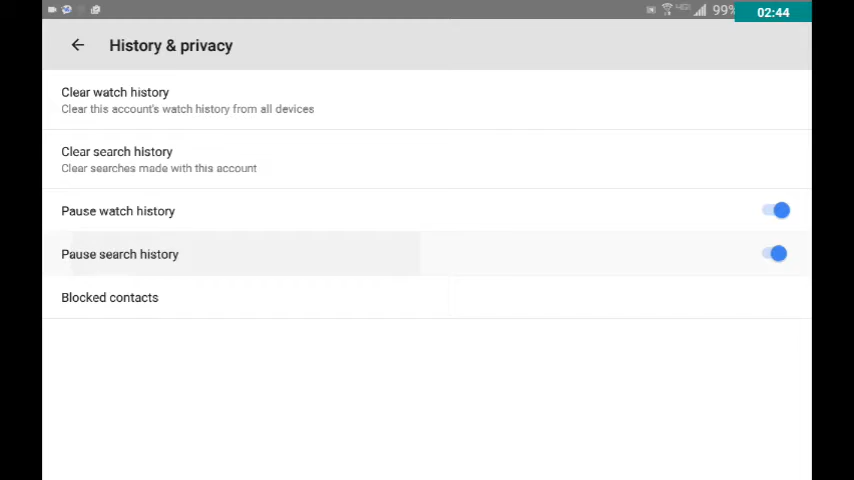 99%
02:44
History & privacy
Clear watch history
Clear this account's watch history from all devices
Clear search history
Clear searches made with this account
Pause watch history
Pause search history
Blocked contacts